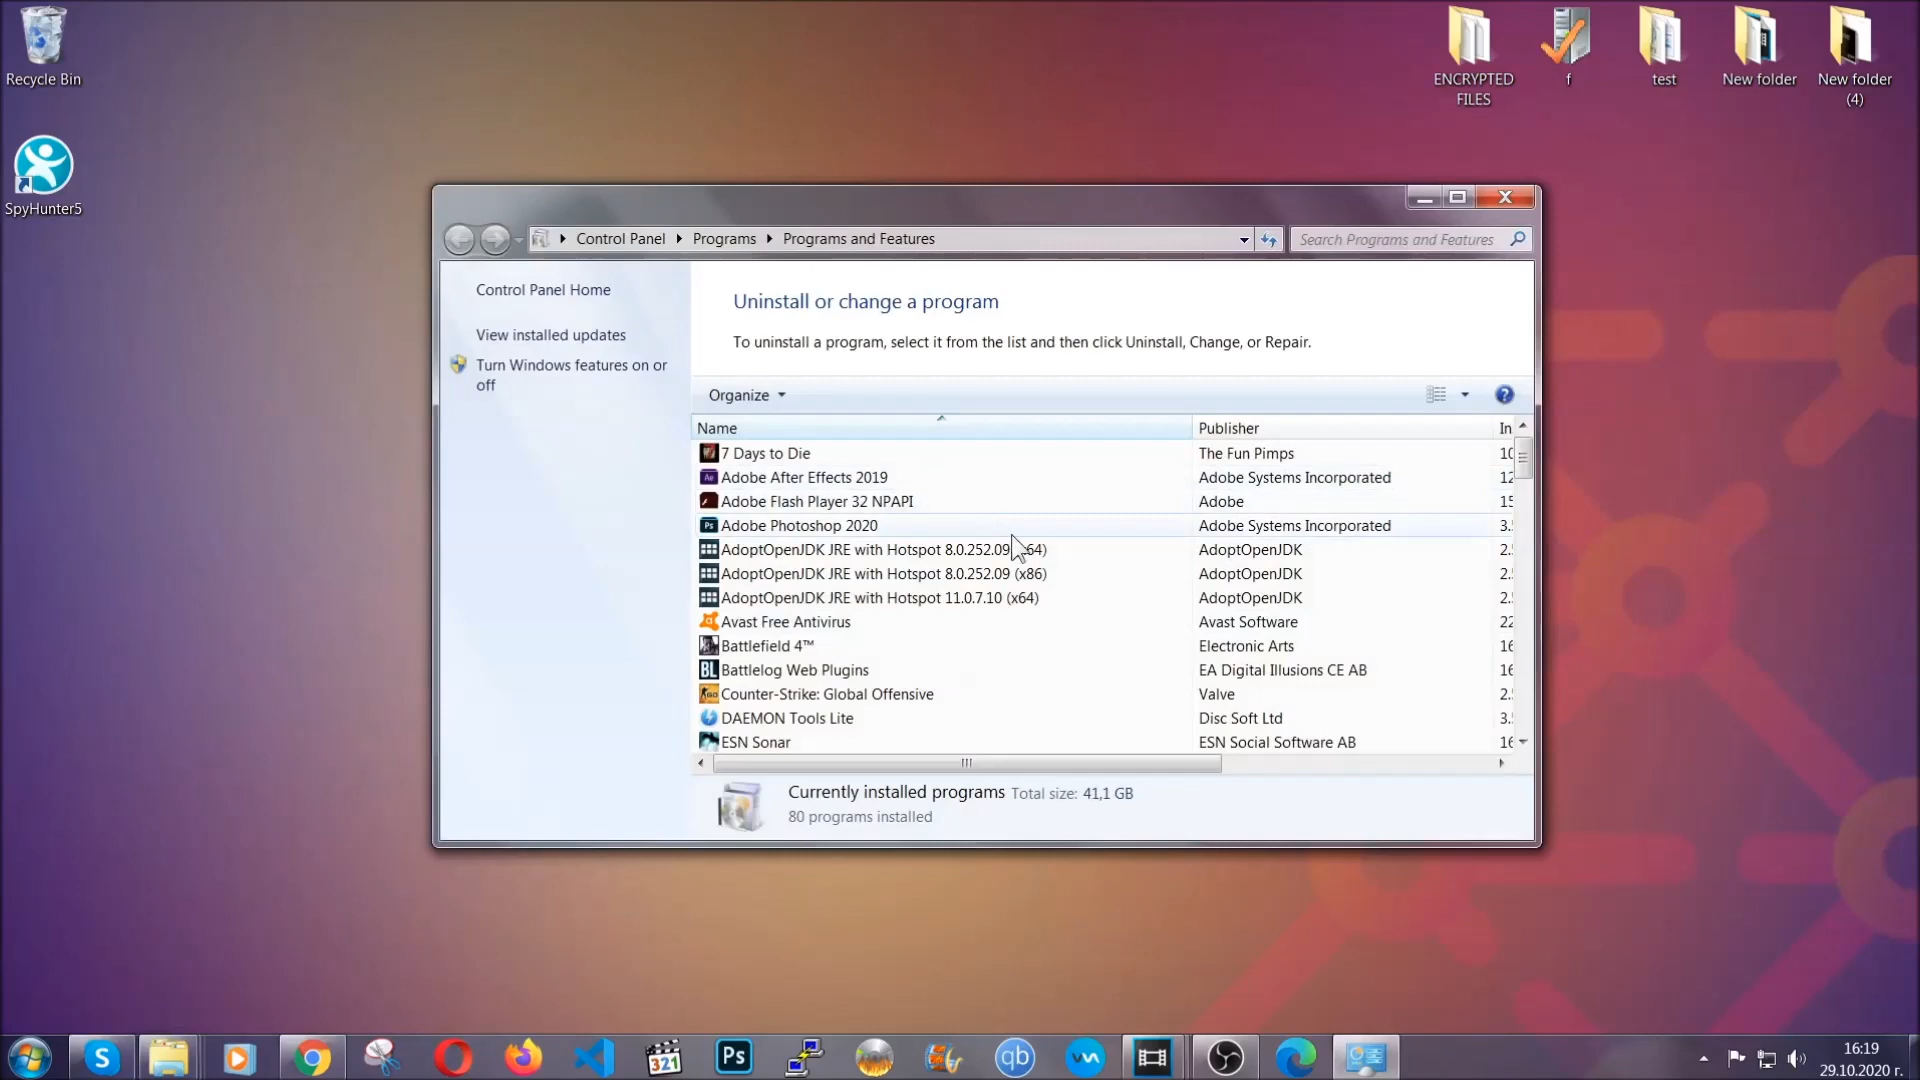 Recycle Bin
SpyHunter5
ENCRYPTED
FILES
f
test
New folder
New folder
(4)
Control Panel
Programs
Programs and Features
Search Programs and Features
Control Panel Home
View installed updates
Turn Windows features on or
off
Uninstall or change a program
To uninstall a program, select it from the list and then click Uninstall, Change, or Repair.
Organize
Name Publisher In
7 Days to Die The Fun Pimps 10
Adobe After Effects 2019 Adobe Systems Incorporated 12
Adobe Flash Player 32 NPAPI Adobe 15
Adobe Photoshop 2020 Adobe Systems Incorporated 3.
AdoptOpenJDK JRE with Hotspot 8.0.252.09 64) AdoptOpenJDK 2.
AdoptOpenJDK JRE with Hotspot 8.0.252.09 (x86) AdoptOpenJDK 2.
AdoptOpenJDK JRE with Hotspot 11.0.7.10 (x64) AdoptOpenJDK 2.
Avast Free Antivirus Avast Software 22
Battlefield 4™ Electronic Arts 16
Battlelog Web Plugins EA Digital Illusions CE AB 16
Counter-Strike: Global Offensive Valve 2.
DAEMON Tools Lite Disc Soft Ltd 3.
ESN Sonar ESN Social Software AB 16
Currently installed programs Total size: 41,1 GB
80 programs installed
16:19
29.10.2020 г.